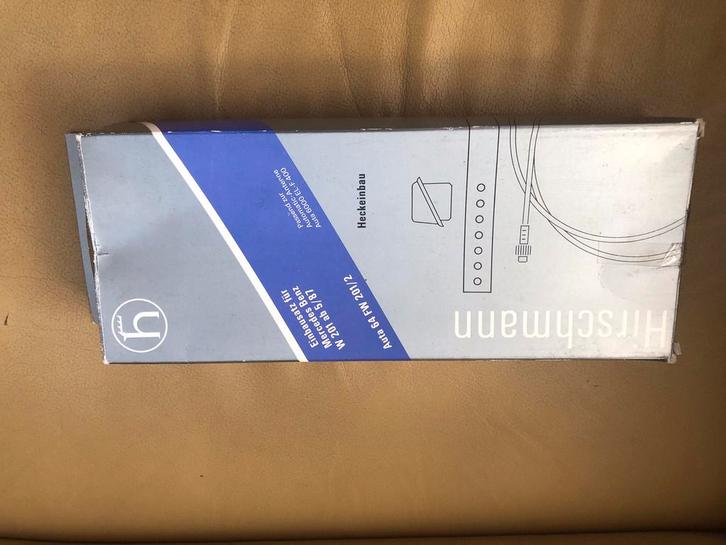 Hirschmann
Heckeinbau
Auta 64 FW 201/2
Einbausatz für
Mercedes Benz
W 201 ab 5/87
Passend zur
Automatic-Antenne
Auta 6000 EL-F 400
h